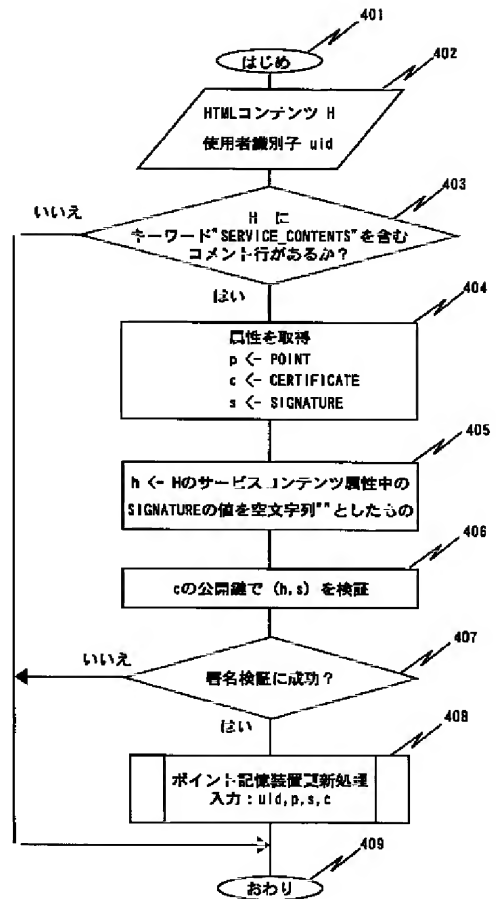 401
はじめ
402
HTMLコンテンツ H
使用者識別子 uid
403
いいえ
H に
キーワード"SERVICE_CONTENTS"を含む
コメント行があるか？
はい
404
属性を取得
p <- POINT
c <- CERTIFICATE
s <- SIGNATURE
405
h <- Hのサービスコンテンツ属性中の
SIGNATUREの値を空文字列""としたもの
406
cの公開鍵で (h,s) を検証
407
いいえ
署名検証に成功？
はい
408
ポイント記憶装置更新処理
入力：uid,p,s,c
409
おわり